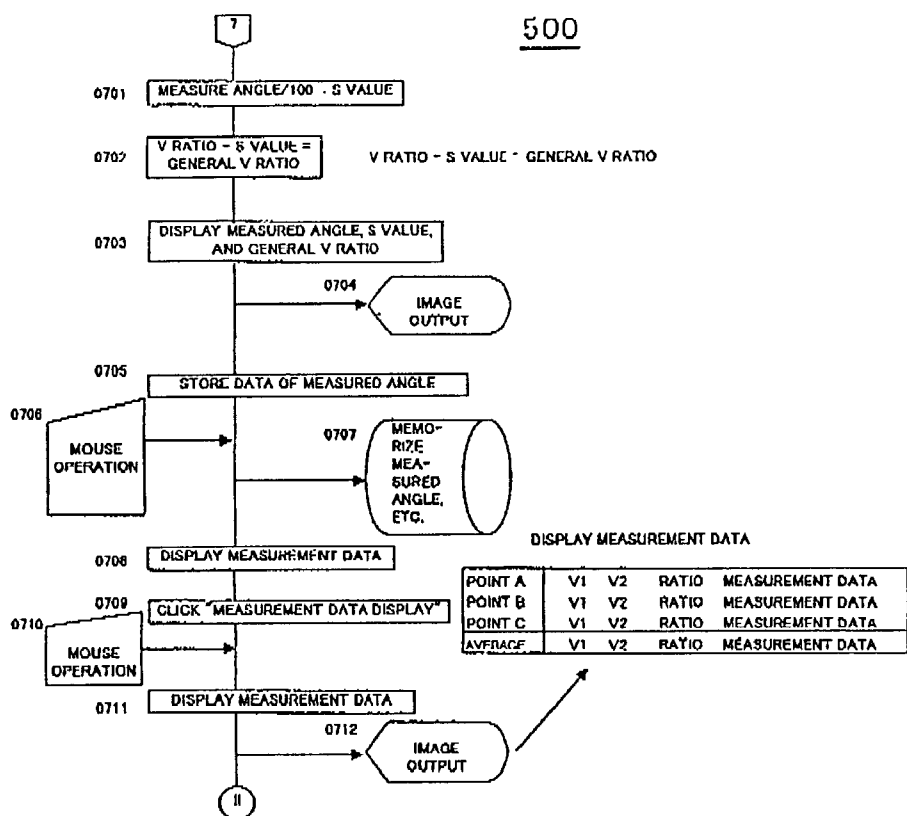 7
500
0701 MEASURE ANGLE/100 - S VALUE
0702 V RATIO - S VALUE =
GENERAL V RATIO
V RATIO - S VALUE - GENERAL V RATIO
0703 DISPLAY MEASURED ANGLE, S VALUE,
AND GENERAL V RATIO
0704
IMAGE
OUTPUT
0705 STORE DATA OF MEASURED ANGLE
0706
MOUSE
OPERATION
0707
MEMO-
RIZE
MEA-
SURED
ANGLE,
ETC.
0708 DISPLAY MEASUREMENT DATA
0709 CLICK "MEASUREMENT DATA DISPLAY"
0710
MOUSE
OPERATION
0711 DISPLAY MEASUREMENT DATA
0712
IMAGE
OUTPUT
DISPLAY MEASUREMENT DATA
POINT A V1 V2 RATIO MEASUREMENT DATA
POINT B V1 V2 RATIO MEASUREMENT DATA
POINT C V1 V2 RATIO MEASUREMENT DATA
AVERAGE V1 V2 RATIO MEASUREMENT DATA